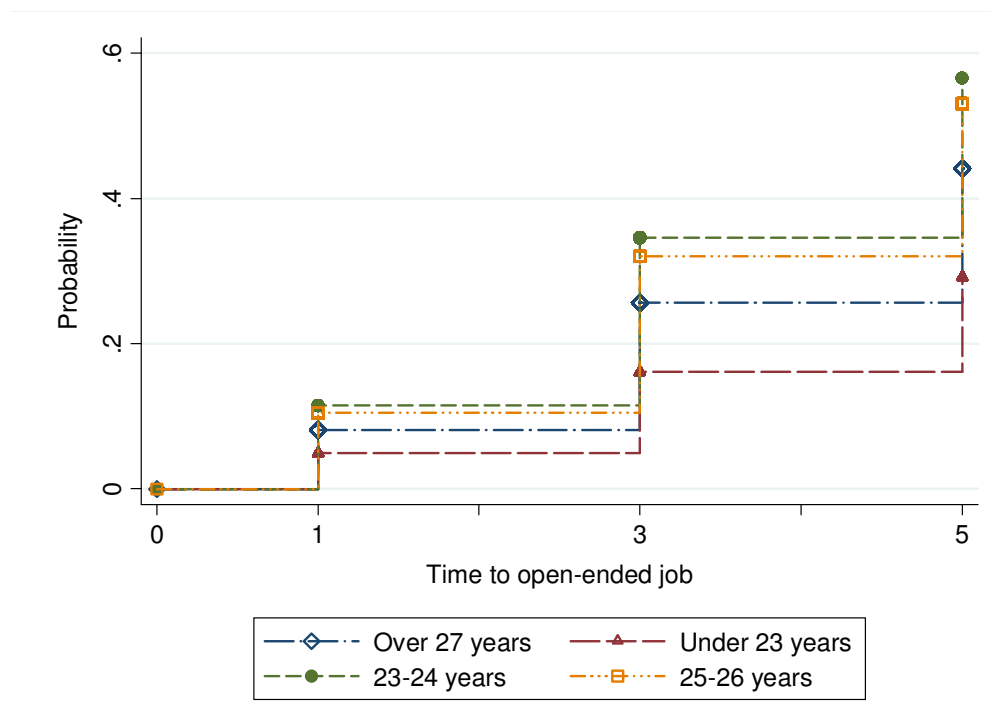 .6
.4
.2
0
Probability
0 1 3 5
Time to open-ended job
Over 27 years Under 23 years
23-24 years 25-26 years